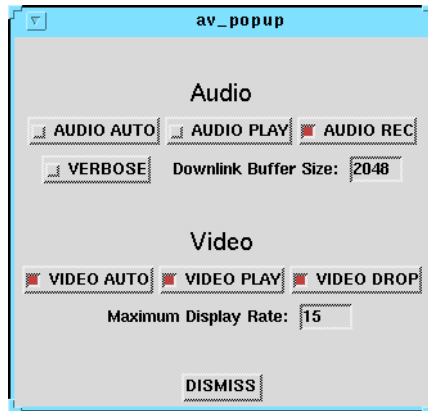 av_popup
Audio
AUDIO AUTO AUDIO PLAY AUDIO REC
VERBOSE Downlink Buffer Size: 2048
Video
VIDEO AUTO VIDEO PLAY VIDEO DROP
Maximum Display Rate: 15
DISMISS